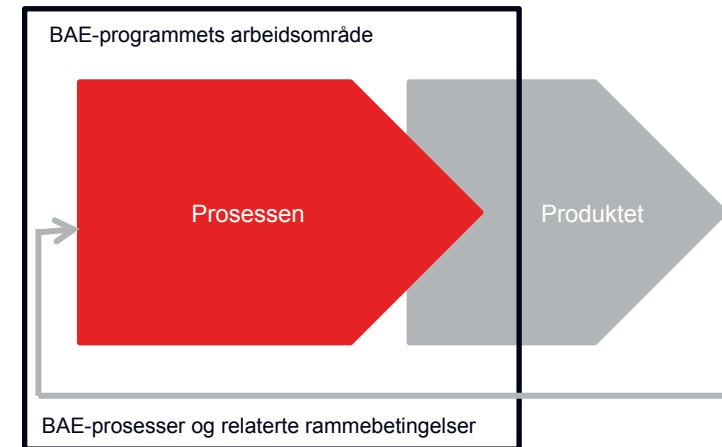 BAE-programmets arbeidsområde
Prosessen
Produktet
BAE-prosesser og relaterte rammebetingelser